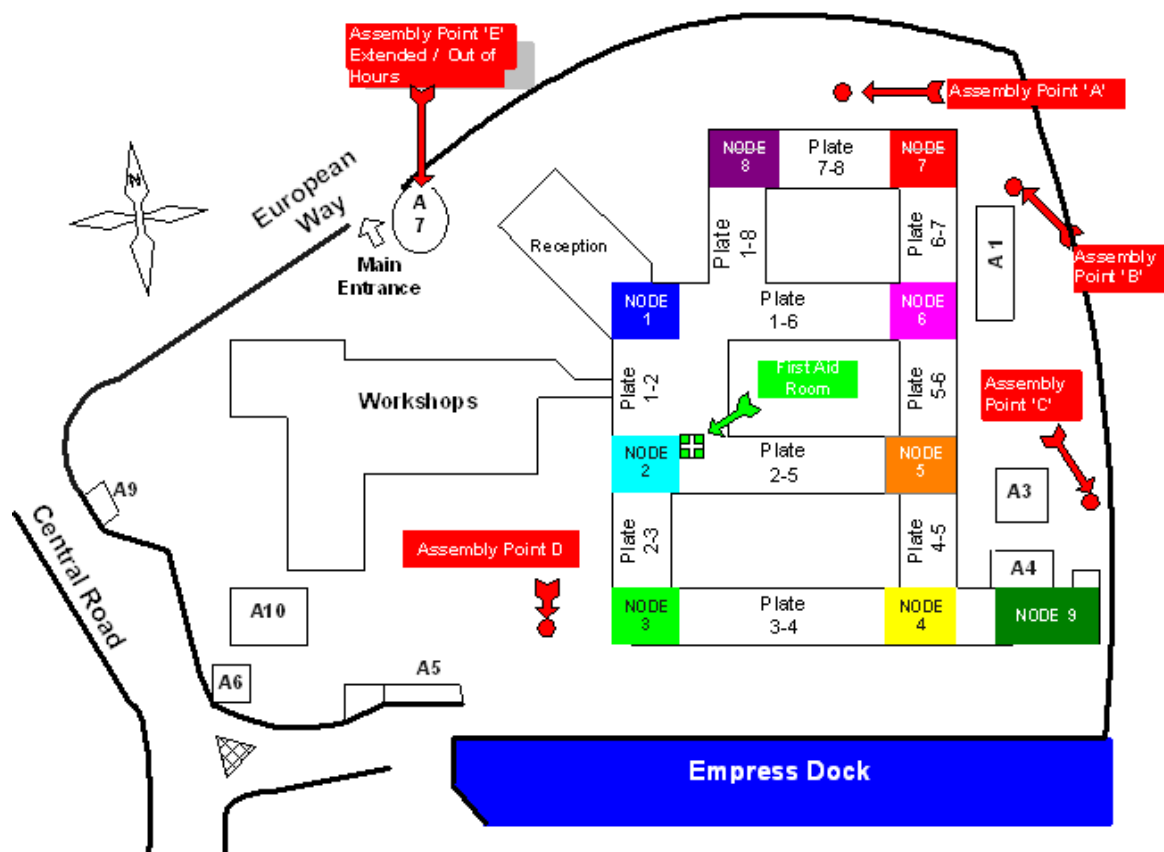 Assembly Point 'E'
Extended / Out of
Hours
Assembly Point 'A'
NODE
8
Plate
7-8
NODE
7
N
European
Way
A
7
Main
Entrance
Reception
Plate
1-8
Plate
6-7
A1
Assembly
Point 'B'
NODE
1
Plate
1-6
NODE
6
Workshops
Plate
1-2
First Aid
Room
Plate
5-6
Assembly
Point 'C'
NODE
2
Plate
2-5
NODE
5
A9
A3
Central Road
Assembly Point D
Plate
2-3
Plate
4-5
A4
A10
NODE
3
Plate
3-4
NODE
4
NODE 9
A6
A5
Empress Dock